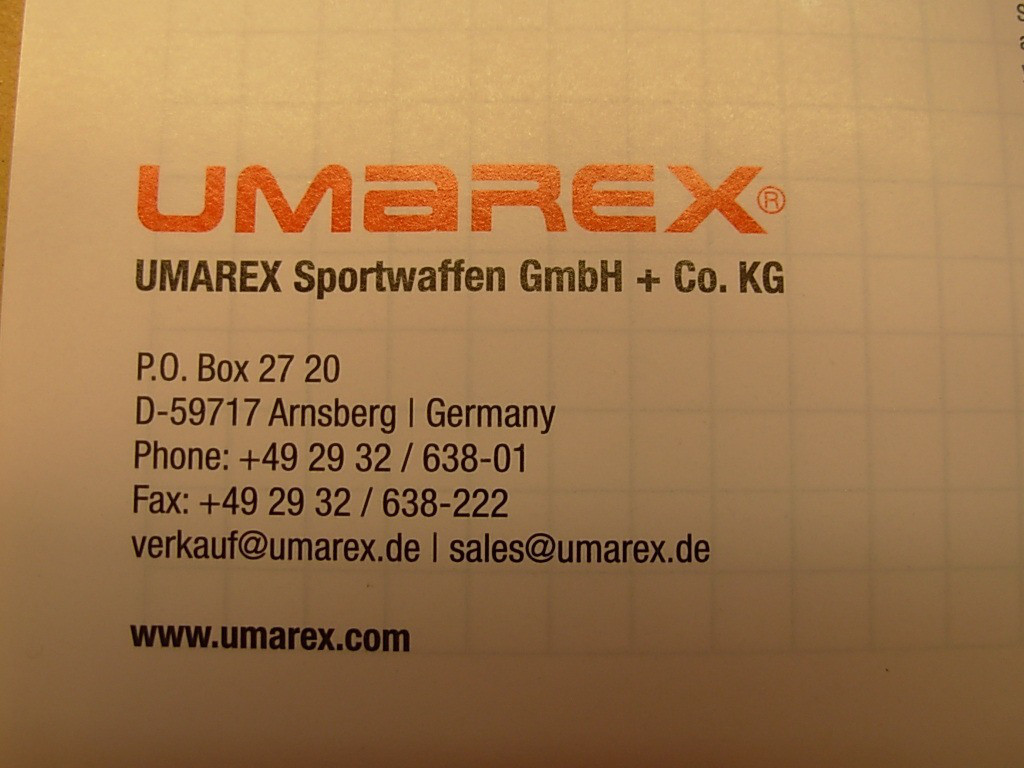 UMAREX®
UMAREX Sportwaffen GmbH + Co. KG
P.O. Box 27 20
D-59717 Arnsberg | Germany
Phone: +49 29 32 / 638-01
Fax: +49 29 32 / 638-222
verkauf@umarex.de | sales@umarex.de
www.umarex.com